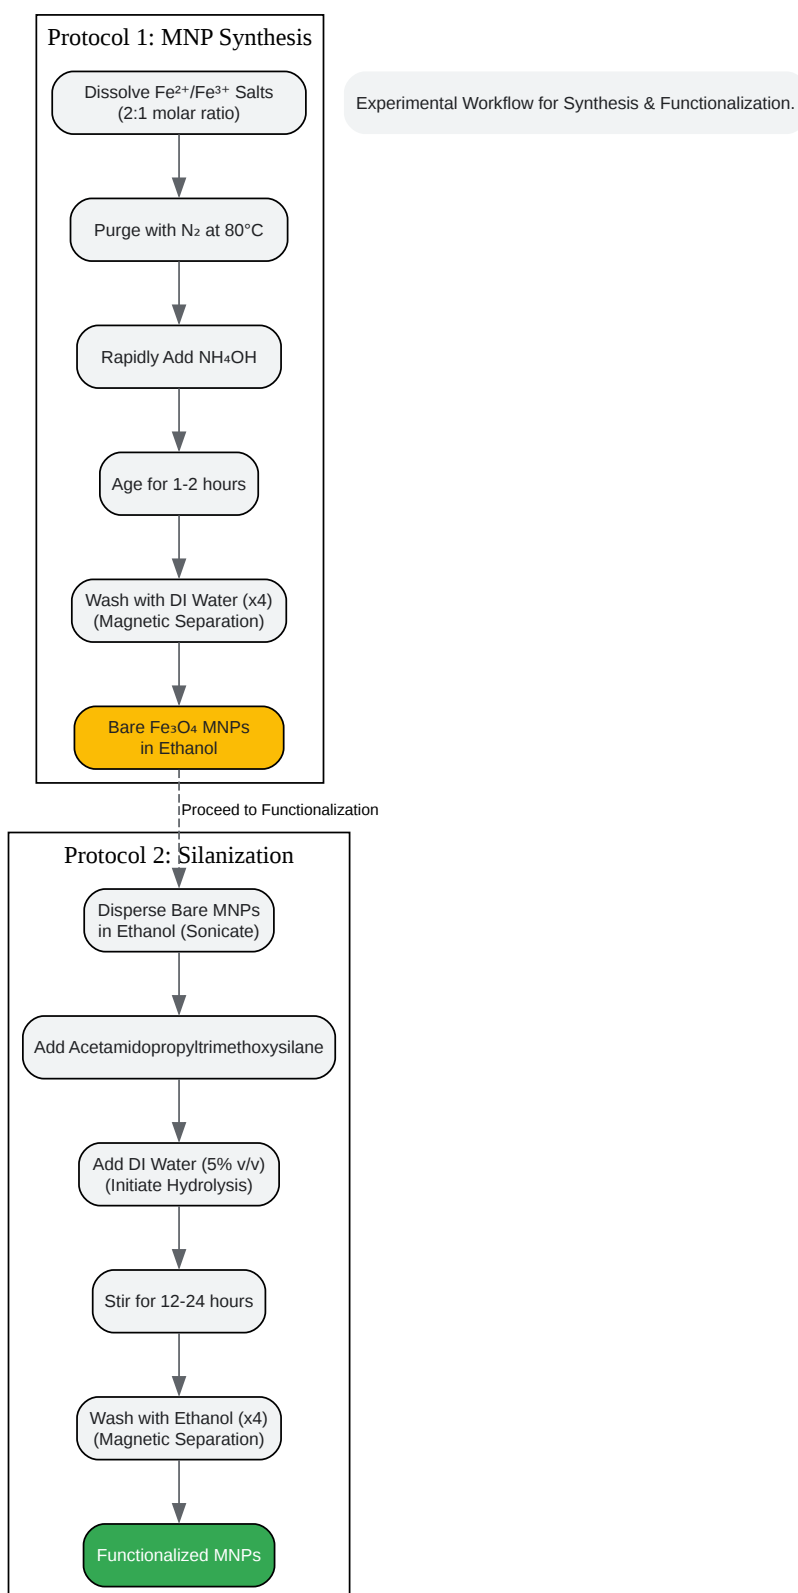 Protocol 1: MNP Synthesis
Dissolve Fe²⁺/Fe³⁺ Salts
(2:1 molar ratio)
Experimental Workflow for Synthesis & Functionalization.
Purge with N₂ at 80°C
Rapidly Add NH₄OH
Age for 1-2 hours
Wash with DI Water (x4)
(Magnetic Separation)
Bare Fe₃O₄ MNPs
in Ethanol
Proceed to Functionalization
Protocol 2: Silanization
Disperse Bare MNPs
in Ethanol (Sonicate)
Add Acetamidopropyltrimethoxysilane
Add DI Water (5% v/v)
(Initiate Hydrolysis)
Stir for 12-24 hours
Wash with Ethanol (x4)
(Magnetic Separation)
Functionalized MNPs